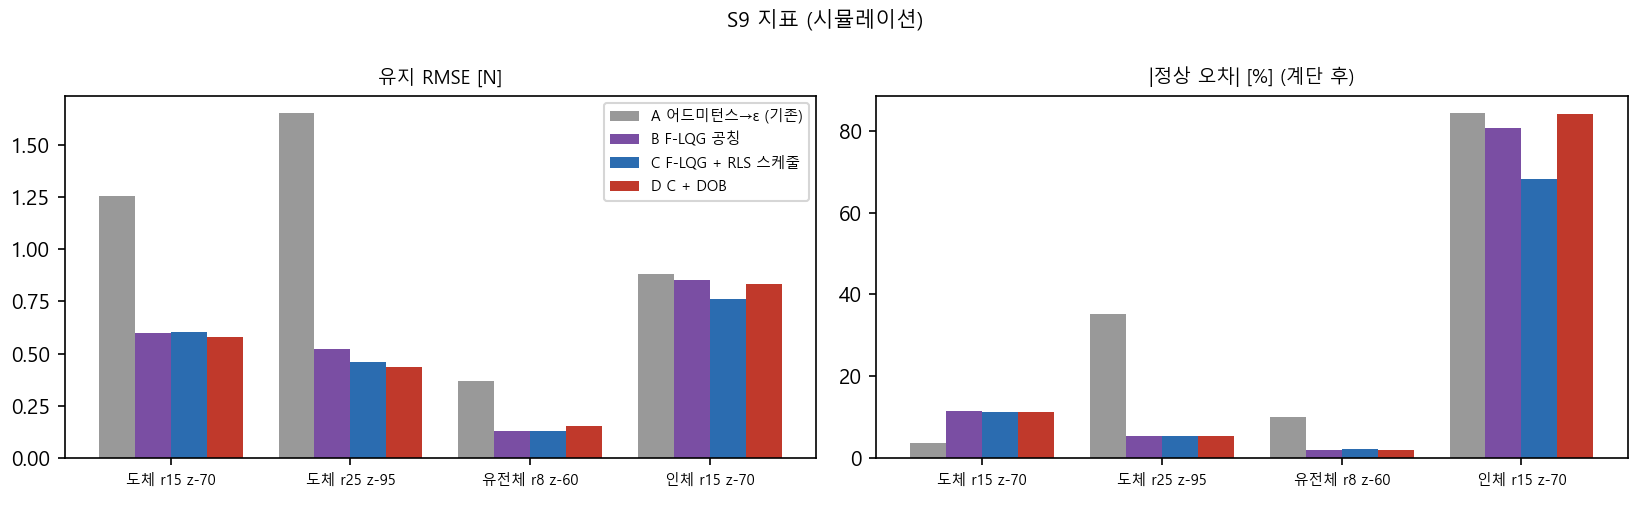 S9 지표 (시뮬레이션)
유지 RMSE [N]
1.50
1.25
1.00
0.75
0.50
0.25
0.00
A 어드미턴스→ε (기존)
B F-LQG 공칭
C F-LQG + RLS 스케줄
D C + DOB
도체 r15 z-70
도체 r25 z-95
유전체 r8 z-60
인체 r15 z-70
|정상 오차| [%] (계단 후)
80
60
40
20
0
도체 r15 z-70
도체 r25 z-95
유전체 r8 z-60
인체 r15 z-70